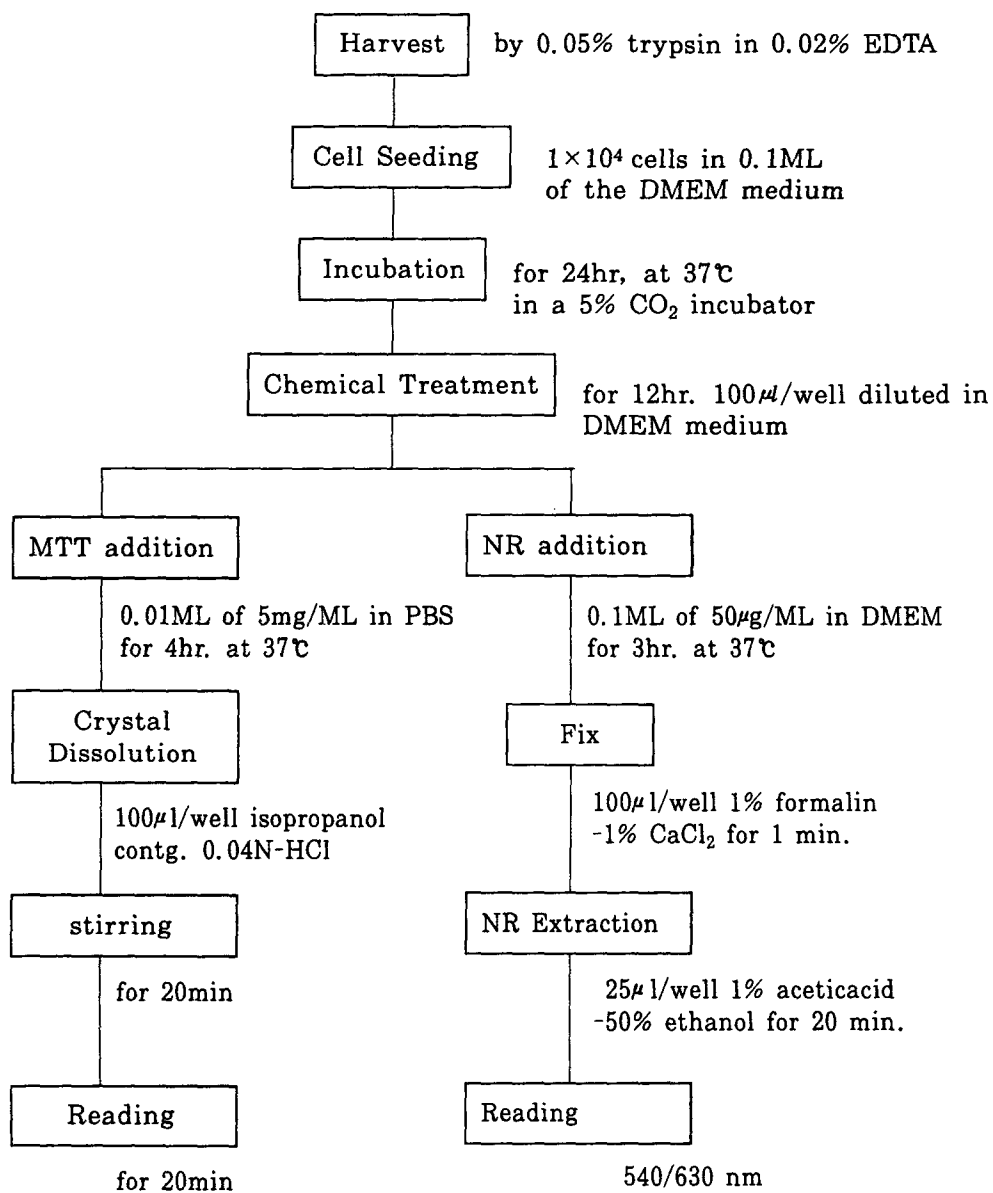 Harvest
by 0.05% trypsin in 0.02% EDTA
Cell Seeding
1×10⁴ cells in 0.1ML
of the DMEM medium
Incubation
for 24hr, at 37℃
in a 5% CO₂ incubator
Chemical Treatment
for 12hr. 100㎕/well diluted in
DMEM medium
MTT addition
0.01ML of 5mg/ML in PBS
for 4hr. at 37℃
Crystal
Dissolution
100μl/well isopropanol
contg. 0.04N-HCl
stirring
for 20min
Reading
for 20min
NR addition
0.1ML of 50μg/ML in DMEM
for 3hr. at 37℃
Fix
100μl/well 1% formalin
-1% CaCl₂ for 1 min.
NR Extraction
25μl/well 1% aceticacid
-50% ethanol for 20 min.
Reading
540/630 nm